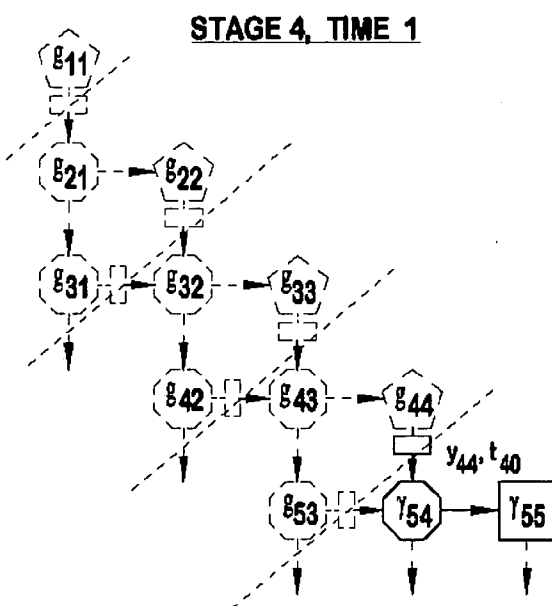 STAGE 4, TIME 1
g11
g21 g22
g31 g32 g33
g42 g43 g44
y44, t40
g53 γ54 γ55